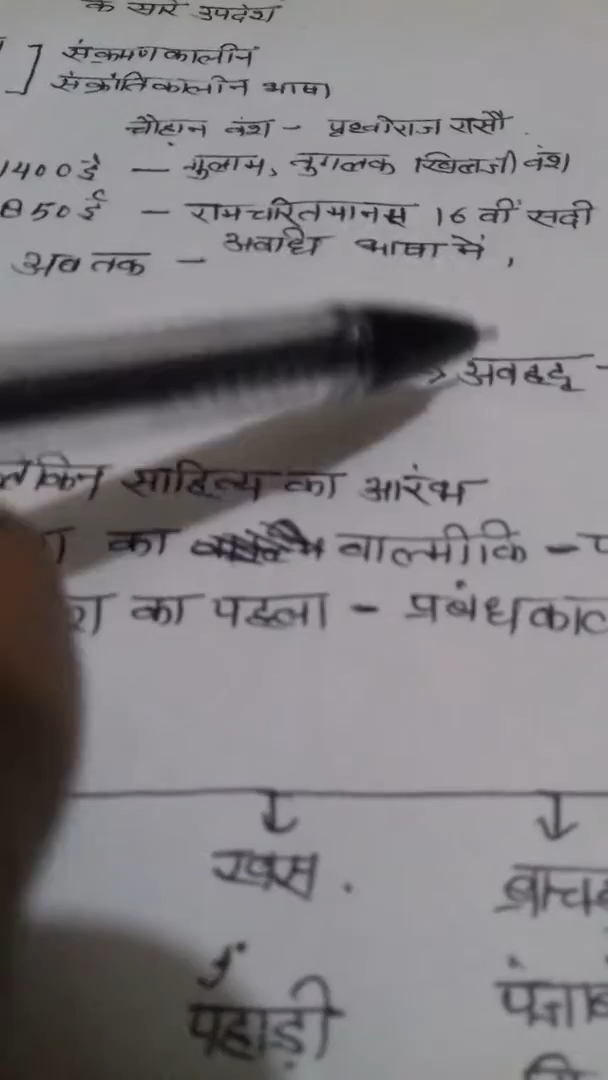 के सारे उपदेश
] संक्रमणकालीन
संक्रांतिकालीन भाषा
चौहान वंश - पृथ्वीराज रासौ.
1400ई — गुलाम, तुगलक खिलजी वंश
850ई — रामचरितमानस 16 वीं सदी
अवधि भाषा में,
अब तक -
→ अवहट्ट -
लेकिन साहित्य का आरंभ
का वाल्मीकि - प
का पहला - प्रबंधकाव
↓ ↓
खस. ब्राचड
पहाड़ी पंजाब